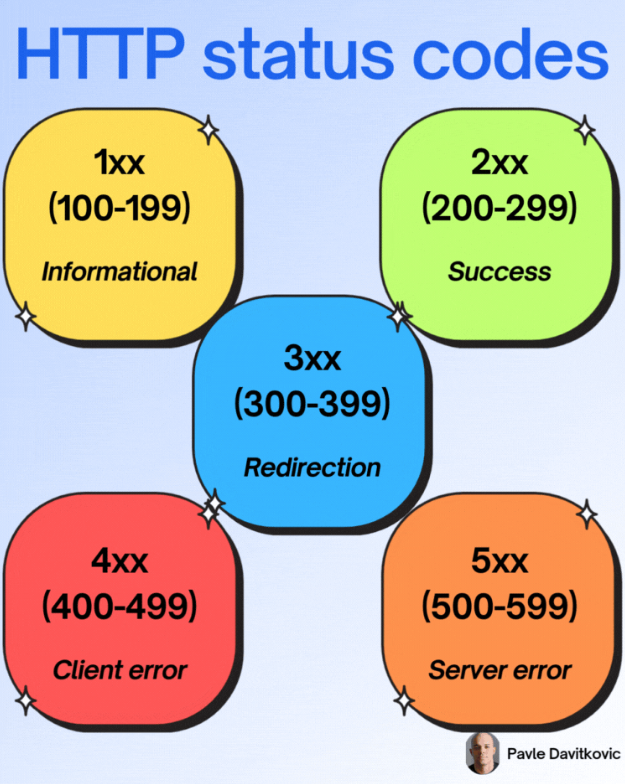 HTTP status codes
1xx
(100-199)
Informational
2xx
(200-299)
Success
3xx
(300-399)
Redirection
4xx
(400-499)
Client error
5xx
(500-599)
Server error
Pavle Davitkovic